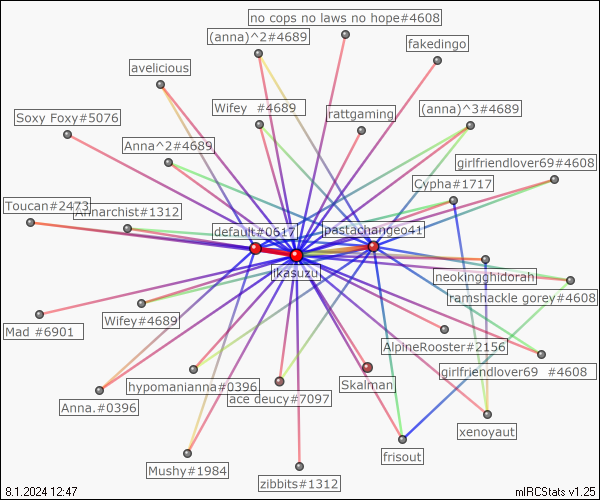 no cops no laws no hope#4608
(anna)^2#4689
fakedingo
avelicious
Wifey #4689
rattgaming
(anna)^3#4689
Soxy Foxy#5076
Anna^2#4689
girlfriendlover69#4608
Cypha#1717
Toucan#2473
Annarchist#1312
default#0617
pastachangeo41
ikasuzu
neokingghidorah
ramshackle gorey#4608
Mad #6901
Wifey#4689
AlpineRooster#2156
girlfriendlover69 #4608
hypomanianna#0396
Skalman
ace deucy#7097
Anna.#0396
xenoyaut
frisout
Mushy#1984
zibbits#1312
8.1.2024 12:47
mIRCStats v1.25